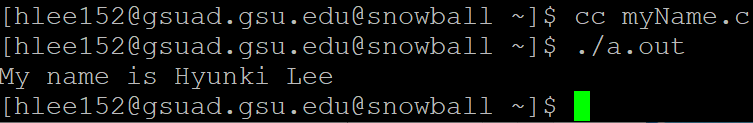 [hlee152@gsuad.gsu.edu@snowball ~]$ cc myName.c
[hlee152@gsuad.gsu.edu@snowball ~]$ ./a.out
My name is Hyunki Lee
[hlee152@gsuad.gsu.edu@snowball ~]$